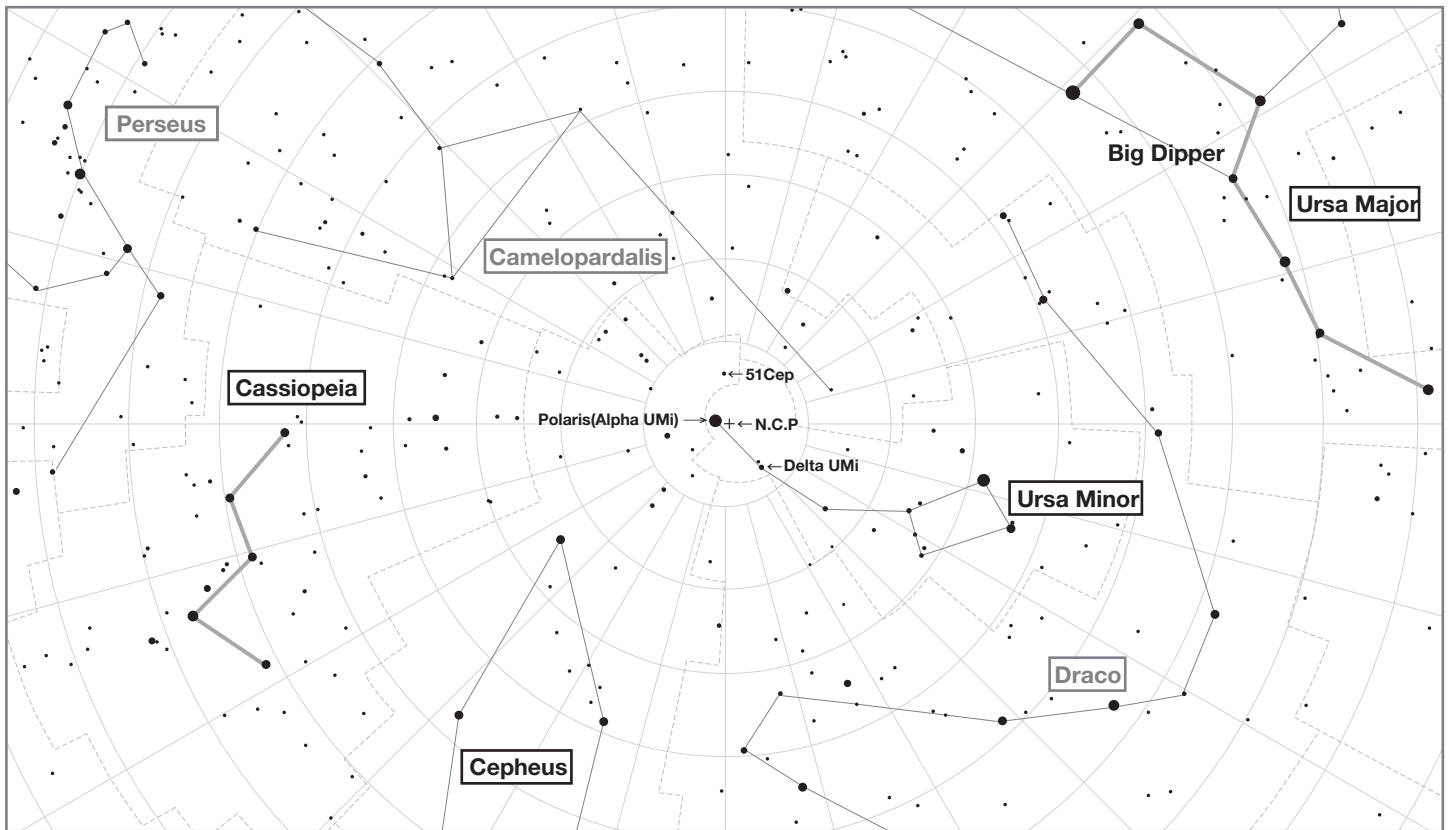 Perseus
Big Dipper
Ursa Major
Camelopardalis
51Cep
Cassiopeia
Polaris(Alpha UMi)
N.C.P
Delta UMi
Ursa Minor
Draco
Cepheus